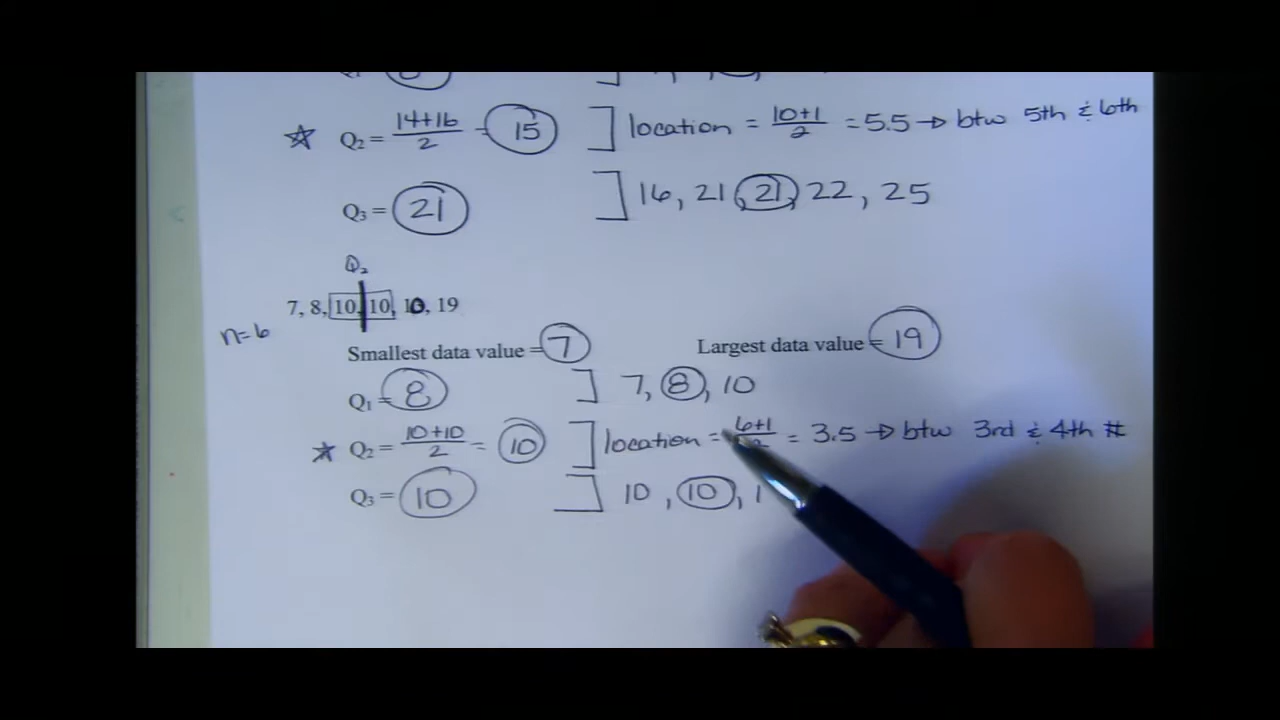 ☆ Q₂ = 14+16/2 = 15 ] location = 10+1/2 = 5.5 → btw 5th & 6th
Q₃ = 21 ] 16, 21, 21, 22, 25
Q₂
7, 8, 10, 10, 10, 19
n=6
Smallest data value = 7 Largest data value = 19
Q₁ = 8 ] 7, 8, 10
☆ Q₂ = 10+10/2 = 10 ] location = 6+1/2 = 3.5 → btw 3rd & 4th #
Q₃ = 10 ] 10, 10, 1